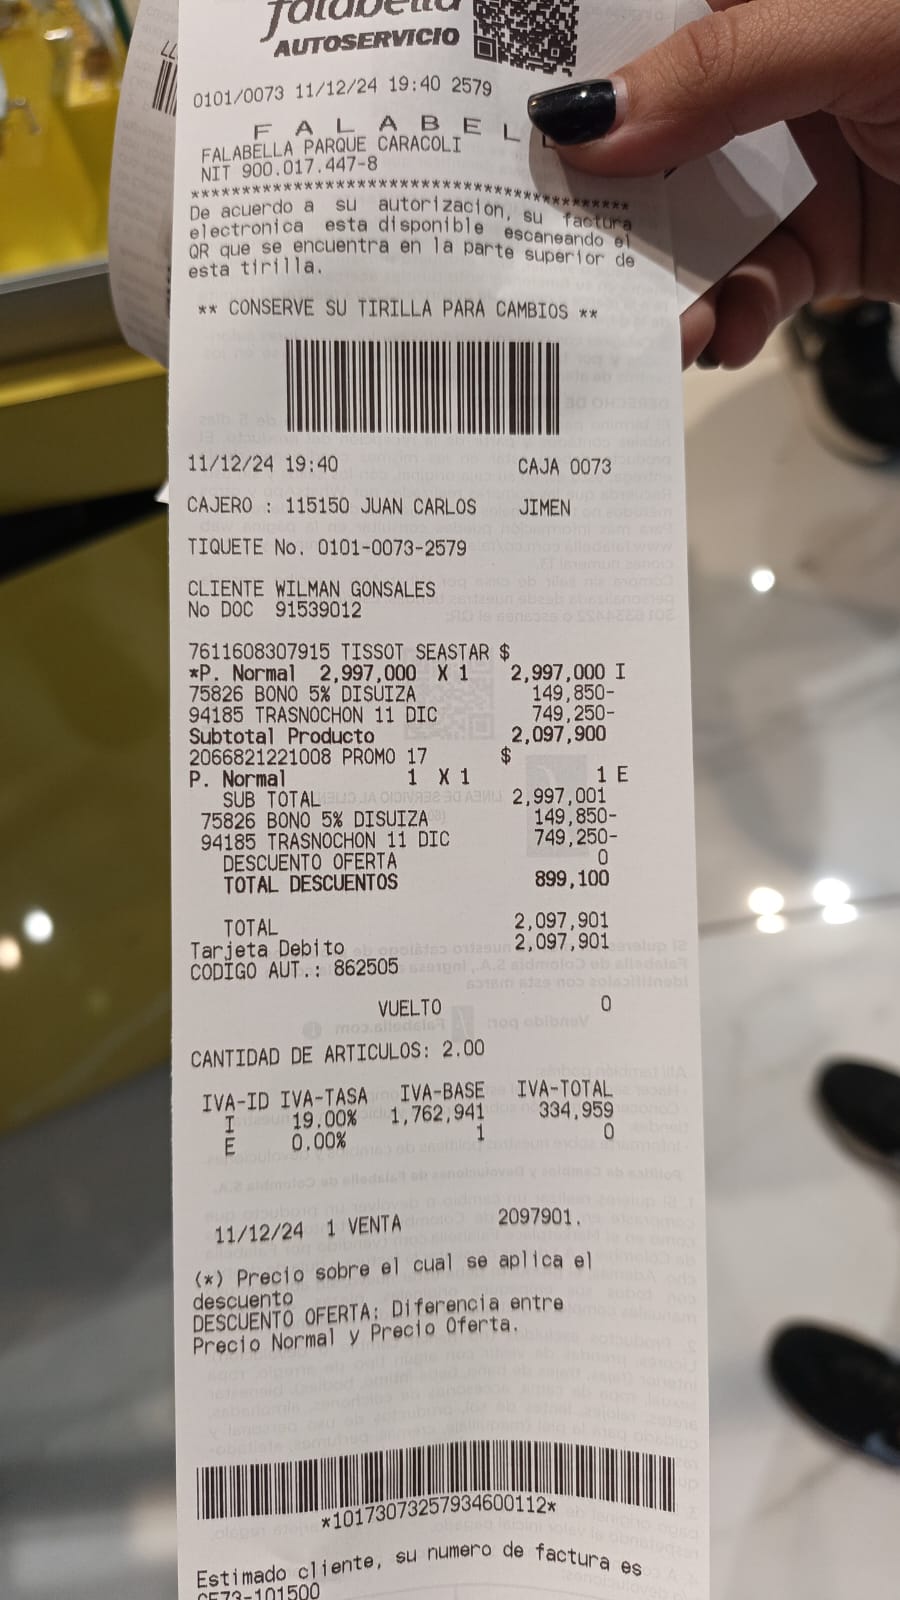 falabella
AUTOSERVICIO
0101/0073 11/12/24 19:40 2579
F A L A B E L
FALABELLA PARQUE CARACOLI
NIT 900.017.447-8
******************************************
De acuerdo a su autorizacion, su factura
electronica esta disponible escaneando el
QR que se encuentra en la parte superior de
esta tirilla.
** CONSERVE SU TIRILLA PARA CAMBIOS **
11/12/24 19:40 CAJA 0073
CAJERO : 115150 JUAN CARLOS JIMEN
TIQUETE No. 0101-0073-2579
CLIENTE WILMAN GONSALES
No DOC 91539012
7611608307915 TISSOT SEASTAR $
*P. Normal 2,997,000 X 1 2,997,000 I
75826 BONO 5% DISUIZA 149,850-
94185 TRASNOCHON 11 DIC 749,250-
Subtotal Producto 2,097,900
2066821221008 PROMO 17 $
P. Normal 1 X 1 1 E
SUB TOTAL 2,997,001
75826 BONO 5% DISUIZA 149,850-
94185 TRASNOCHON 11 DIC 749,250-
DESCUENTO OFERTA 0
TOTAL DESCUENTOS 899,100
TOTAL 2,097,901
Tarjeta Debito 2,097,901
CODIGO AUT.: 862505
VUELTO 0
CANTIDAD DE ARTICULOS: 2.00
IVA-ID IVA-TASA IVA-BASE IVA-TOTAL
I 19.00% 1,762,941 334,959
E 0.00% 1 0
11/12/24 1 VENTA 2097901.
(*) Precio sobre el cual se aplica el
descuento
DESCUENTO OFERTA: Diferencia entre
Precio Normal y Precio Oferta.
*10173073257934600112*
Estimado cliente, su numero de factura es
CF73-101500